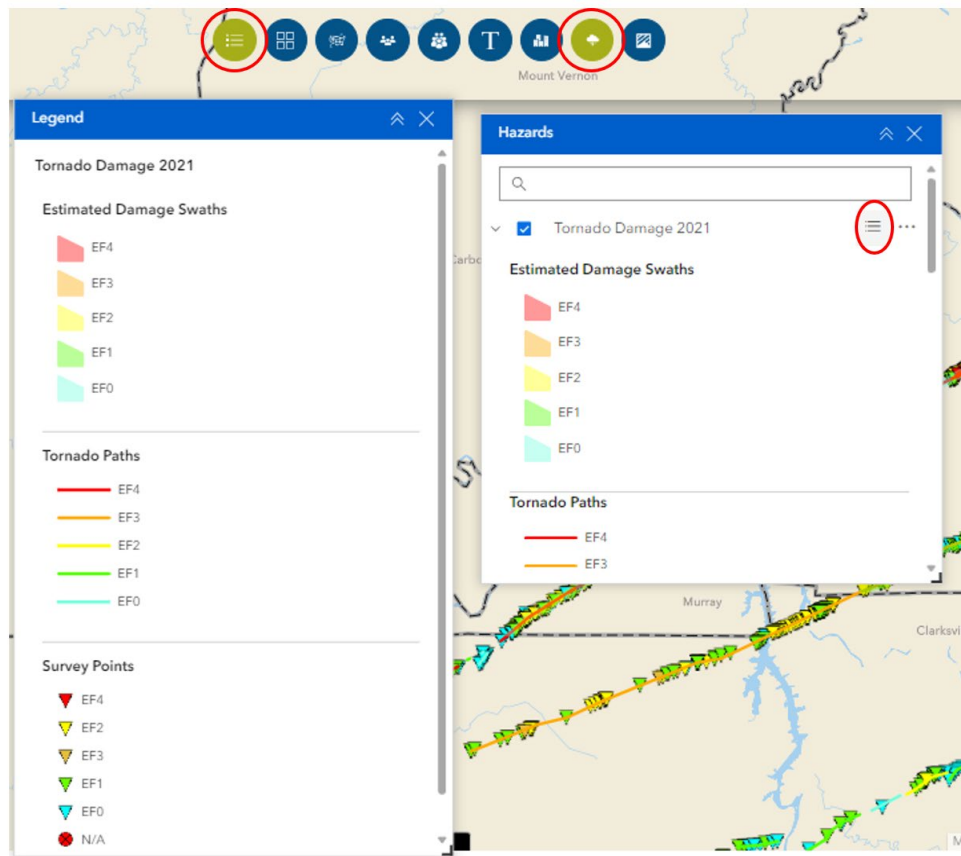 T
Mount Vernon
Legend
Tornado Damage 2021
Estimated Damage Swaths
EF4
EF3
EF2
EF1
EF0
Tornado Paths
EF4
EF3
EF2
EF1
EF0
Survey Points
EF4
EF2
EF3
EF1
EF0
N/A
Hazards
Tornado Damage 2021
Estimated Damage Swaths
EF4
EF3
EF2
EF1
EF0
Tornado Paths
EF4
EF3
Carbo
Murray
Clarksvi
M